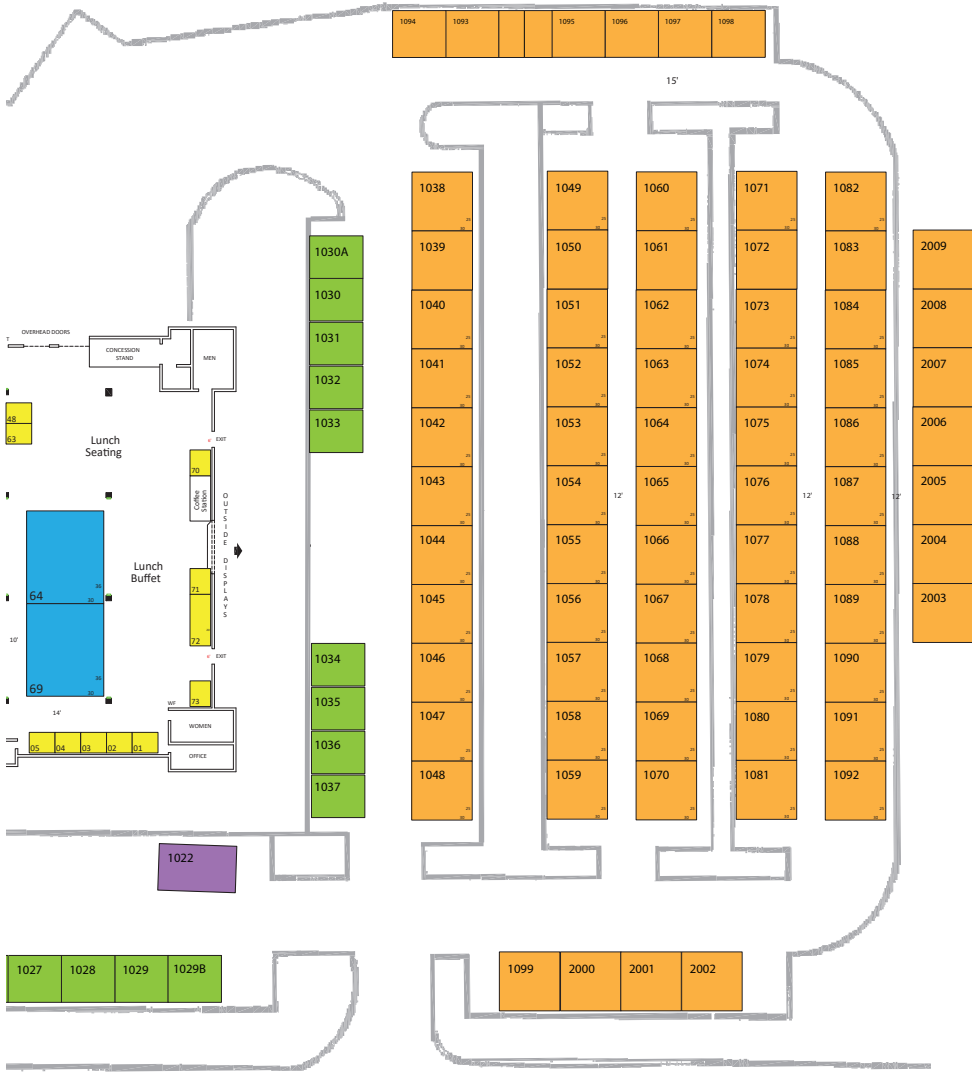 1094 1093 1095 1096 1097 1098
15'
1038 1049 1060 1071 1082
1039 1050 1061 1072 1083 2009
1030A
1030 1040 1051 1062 1073 1084 2008
OVERHEAD DOORS
T
CONCESSION
STAND
MEN
1031 1041 1052 1063 1074 1085 2007
1032
48
63
1033 1042 1053 1064 1075 1086 2006
Lunch
Seating
EXIT
70
Coffee
Station
OUTSIDE DISPLAYS
1043 1054 12' 1065 1076 12' 1087 12' 2005
1044 1055 1066 1077 1088 2004
Lunch
Buffet
71
64
1045 1056 1067 1078 1089 2003
10'
72
EXIT
1034 1046 1057 1068 1079 1090
69
73
1035 1047 1058 1069 1080 1091
14'
WF
WOMEN
05 04 03 02 01
OFFICE
1036
1037 1048 1059 1070 1081 1092
1022
1027 1028 1029 1029B 1099 2000 2001 2002